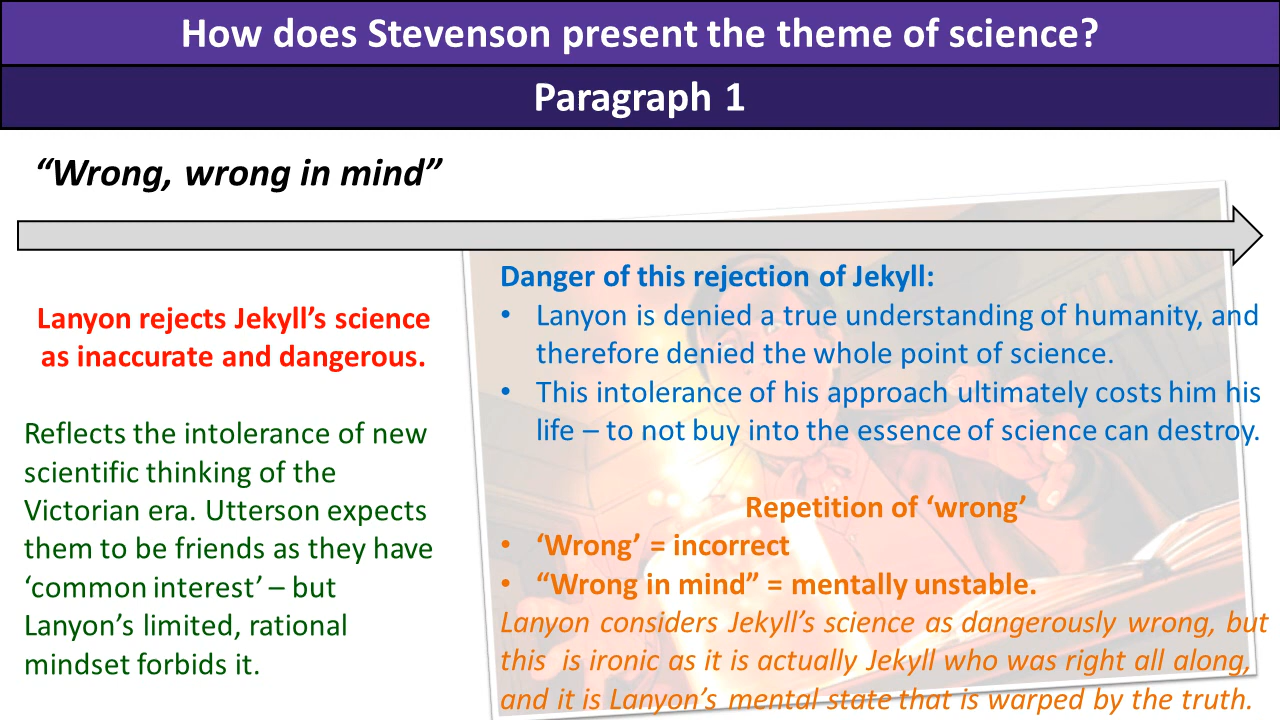 How does Stevenson present the theme of science?
Paragraph 1
“Wrong, wrong in mind”
Lanyon rejects Jekyll’s science
as inaccurate and dangerous.
Reflects the intolerance of new
scientific thinking of the
Victorian era. Utterson expects
them to be friends as they have
‘common interest’ – but
Lanyon’s limited, rational
mindset forbids it.
Danger of this rejection of Jekyll:
• Lanyon is denied a true understanding of humanity, and
therefore denied the whole point of science.
• This intolerance of his approach ultimately costs him his
life – to not buy into the essence of science can destroy.
Repetition of ‘wrong’
• ‘Wrong’ = incorrect
• “Wrong in mind” = mentally unstable.
Lanyon considers Jekyll’s science as dangerously wrong, but
this is ironic as it is actually Jekyll who was right all along,
and it is Lanyon’s mental state that is warped by the truth.